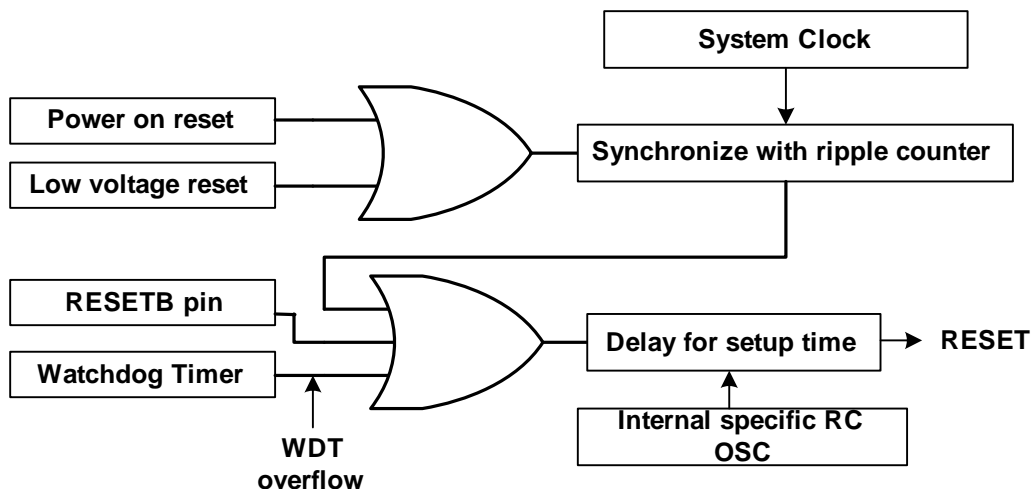 System Clock
Power on reset
Synchronize with ripple counter
Low voltage reset
RESETB pin
Delay for setup time
RESET
Watchdog Timer
WDT
overflow
Internal specific RC
OSC